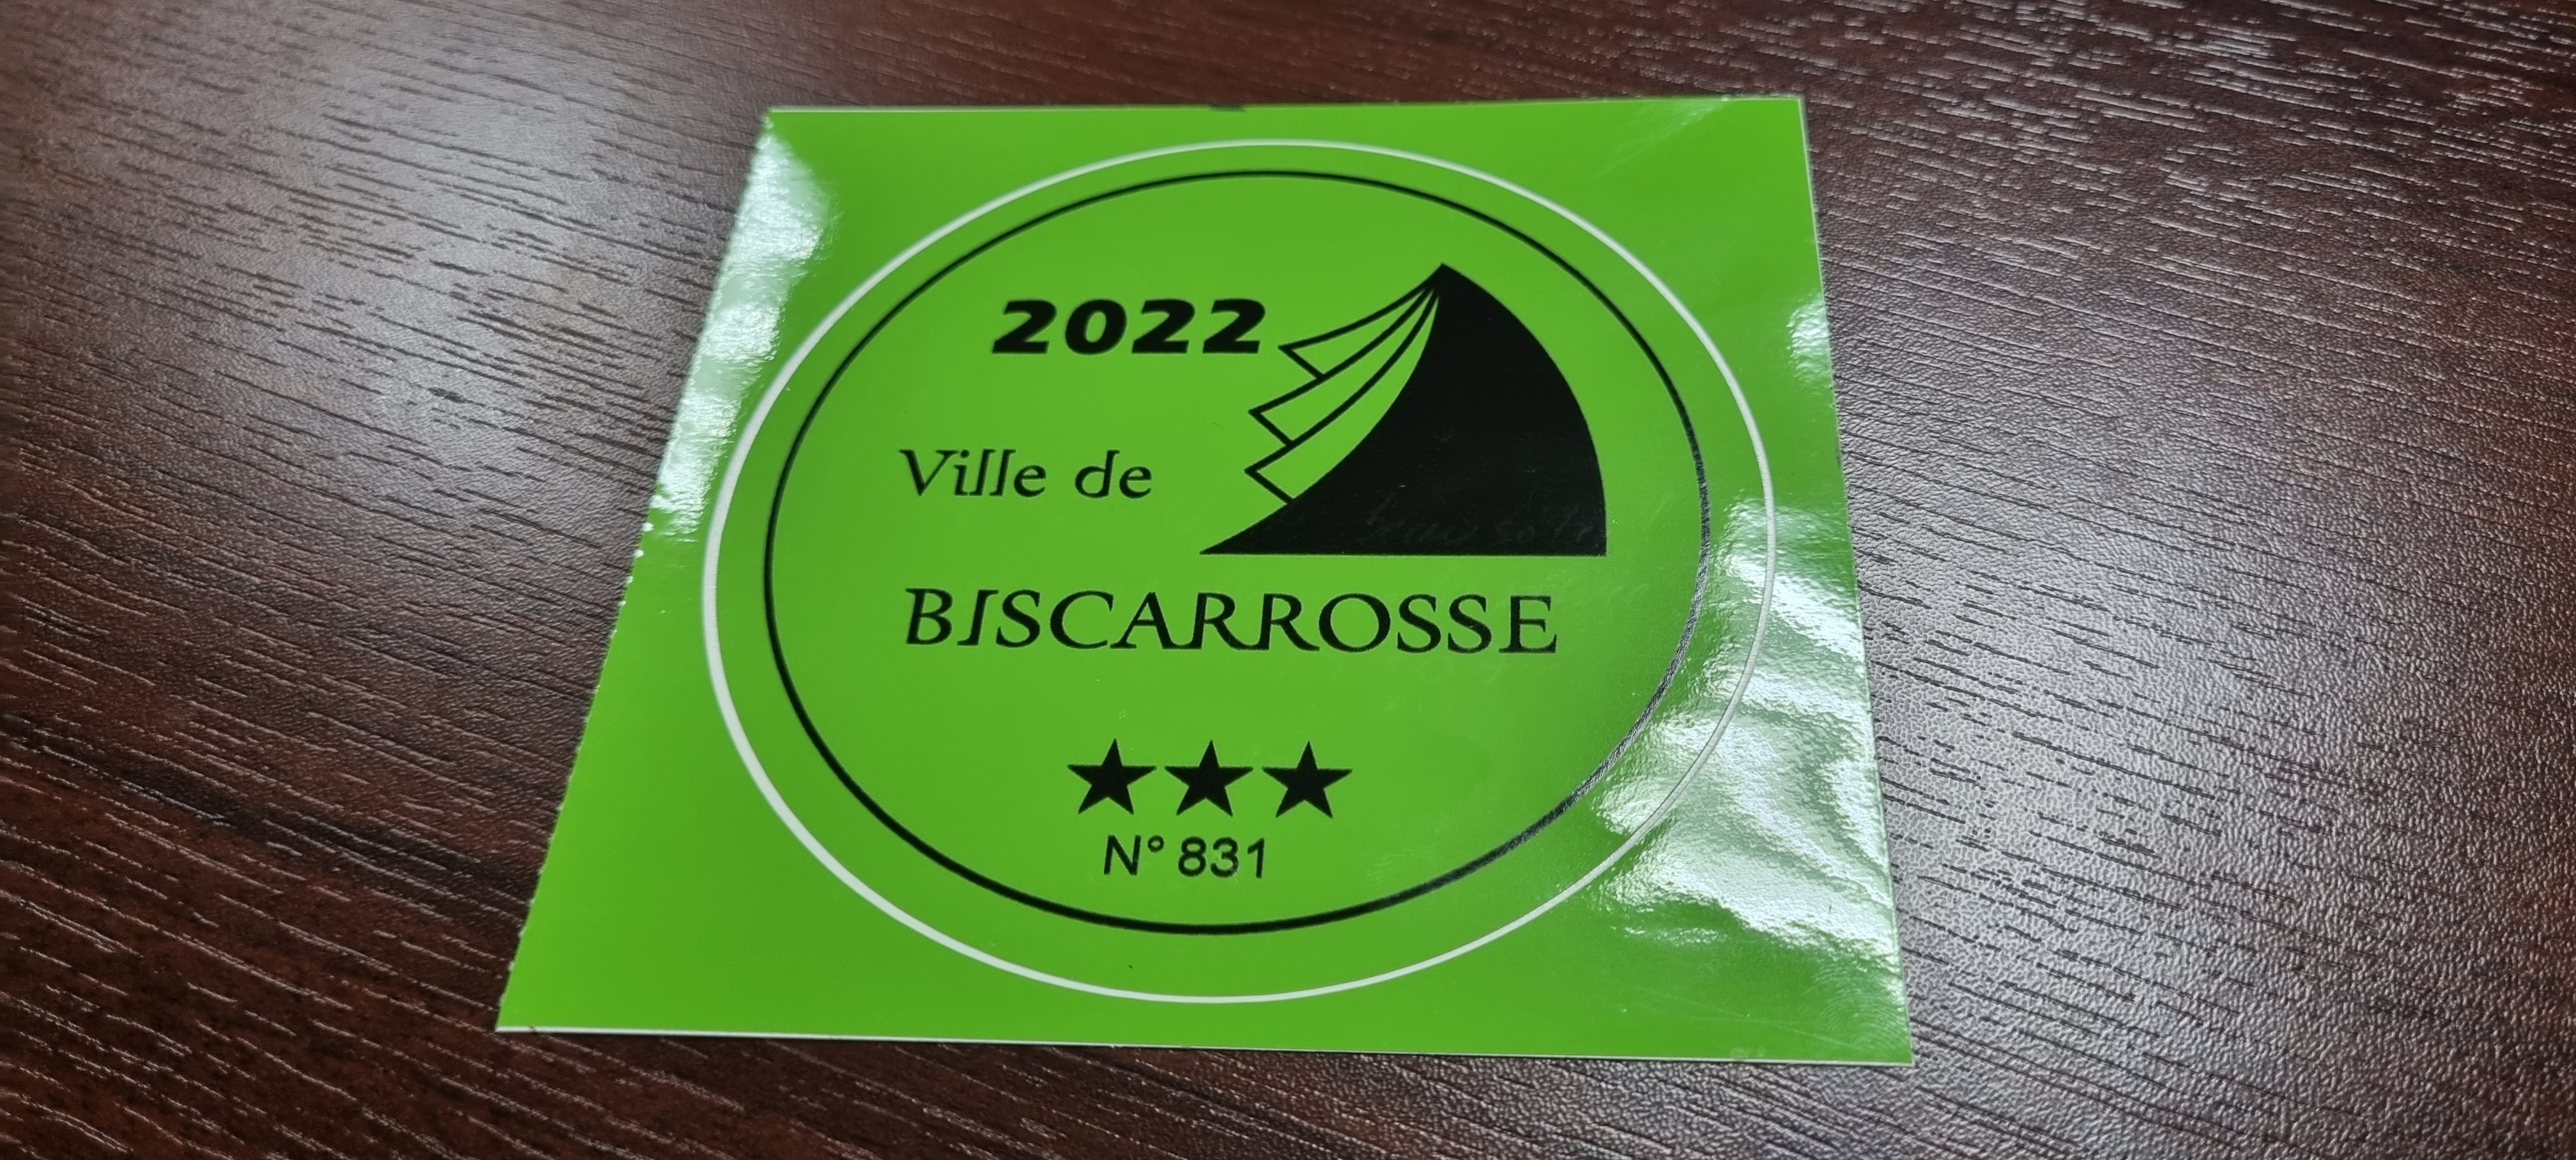 2022
Ville de
BISCARROSSE
★★★
N° 831